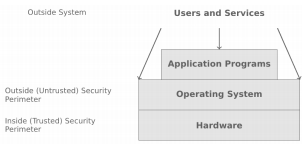 Outside System
Users and Services
Application Programs
Outside (Untrusted) Security
Perimeter
Operating System
Inside (Trusted) Security
Perimeter
Hardware